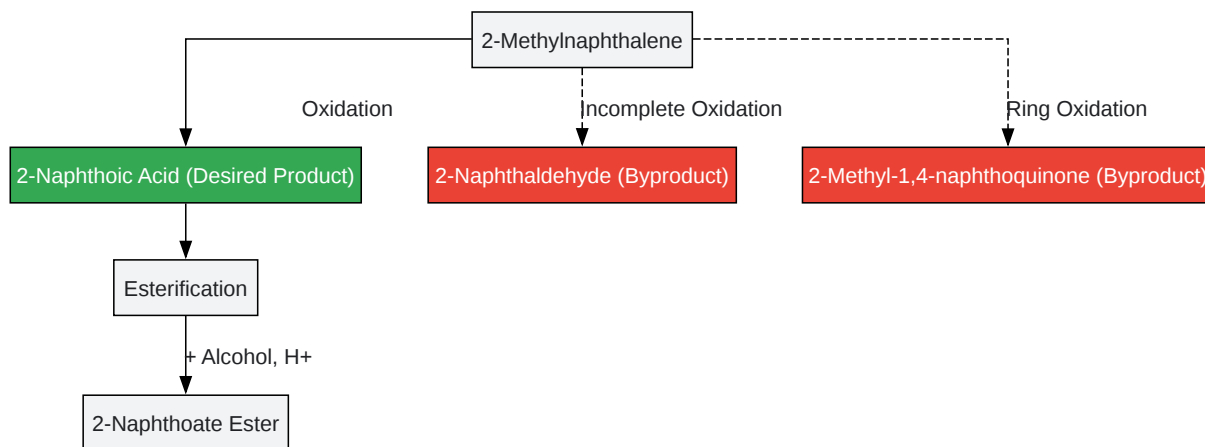 2-Methylnaphthalene
Oxidation
Incomplete Oxidation
Ring Oxidation
2-Naphthoic Acid (Desired Product)
2-Naphthaldehyde (Byproduct)
2-Methyl-1,4-naphthoquinone (Byproduct)
Esterification
+ Alcohol, H+
2-Naphthoate Ester